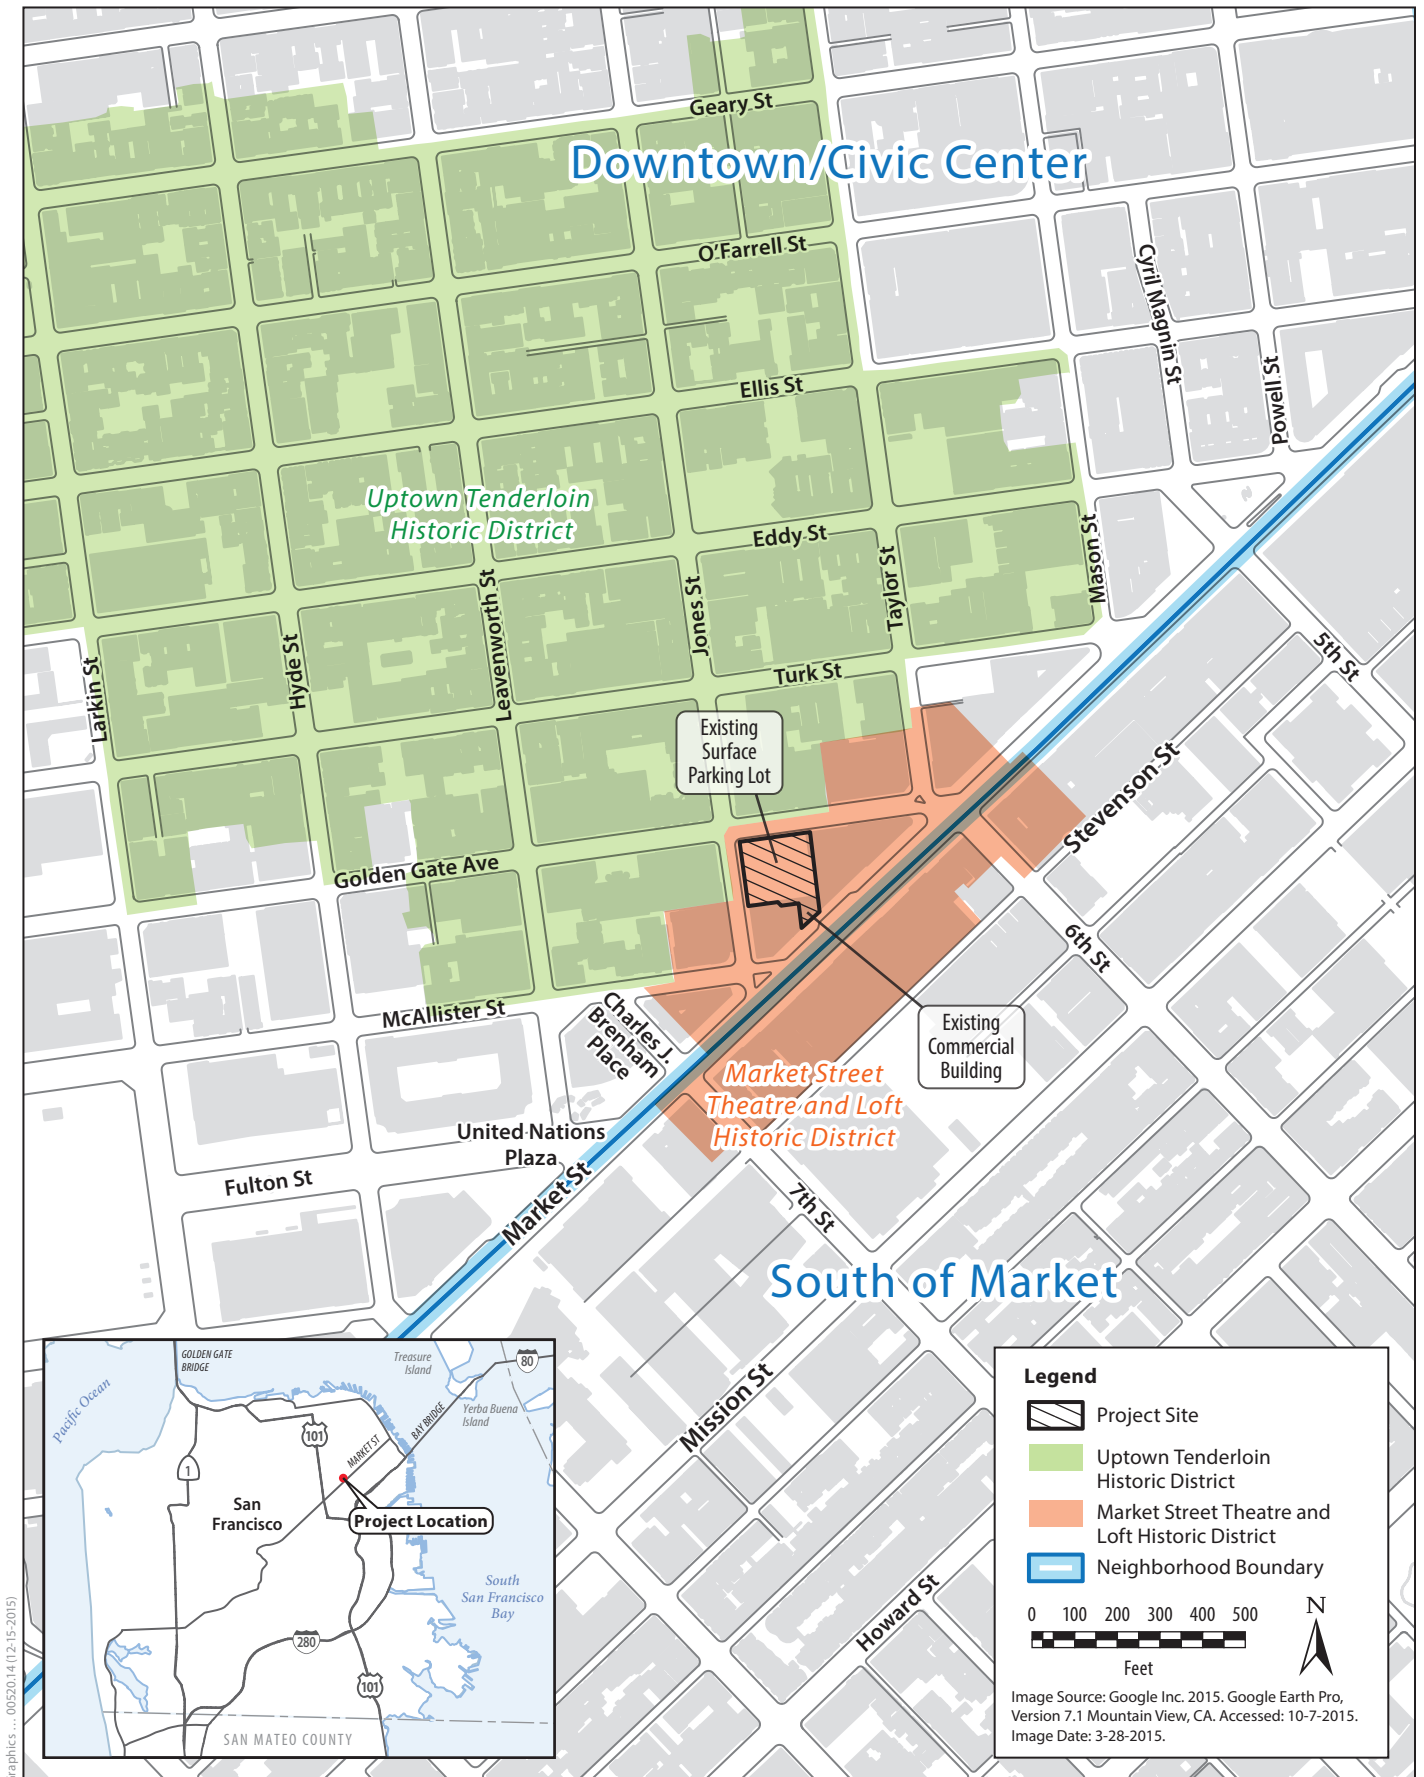 Geary St
Downtown/Civic Center
O'Farrell St
Cyril Magnin St
Powell St
Ellis St
Uptown Tenderloin
Historic District
Eddy St
Mason St
Taylor St
Jones St
Leavenworth St
Hyde St
Larkin St
Turk St
5th St
Existing
Surface
Parking Lot
Stevenson St
Golden Gate Ave
6th St
McAllister St
Charles J.
Brenham
Place
Existing
Commercial
Building
Market Street
Theatre and Loft
Historic District
United Nations
Plaza
Market St
Fulton St
7th St
South of Market
Mission St
Howard St
GOLDEN GATE
BRIDGE
Treasure
Island
80
Pacific Ocean
Yerba Buena
Island
BAY BRIDGE
101
MARKET ST
1
San
Francisco
Project Location
South
San Francisco
Bay
280
101
SAN MATEO COUNTY
Legend
Project Site
Uptown Tenderloin
Historic District
Market Street Theatre and
Loft Historic District
Neighborhood Boundary
0 100 200 300 400 500
Feet
N
Image Source: Google Inc. 2015. Google Earth Pro,
Version 7.1 Mountain View, CA. Accessed: 10-7-2015.
Image Date: 3-28-2015.
00520.14 (12-15-2015)